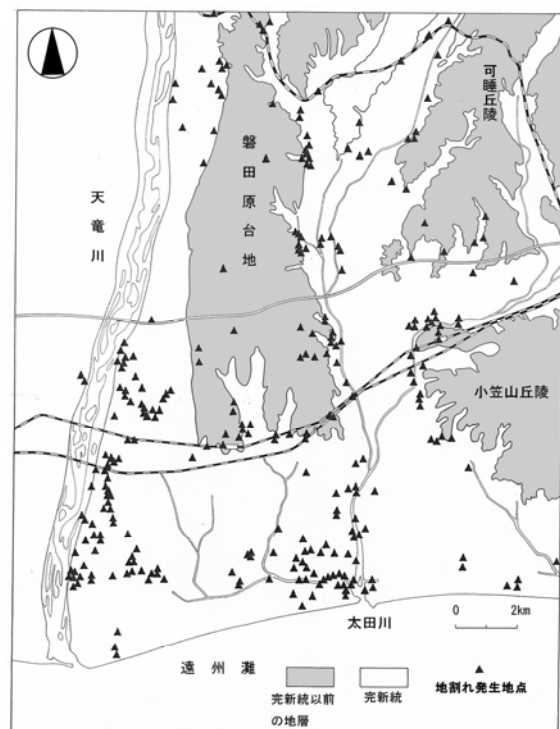 可睡丘陵
磐田原台地
天竜川
小笠山丘陵
太田川
0 2km
遠州灘
完新統以前
の地層
完新統
地割れ発生地点